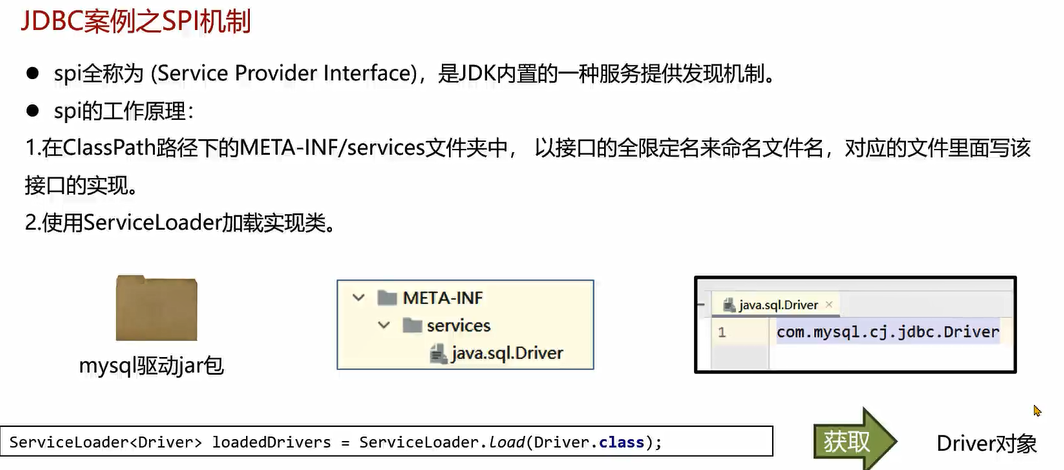 JDBC案例之SPI机制
● spi全称为 (Service Provider Interface)，是JDK内置的一种服务提供发现机制。
● spi的工作原理：
1.在ClassPath路径下的META-INF/services文件夹中， 以接口的全限定名来命名文件名，对应的文件里面写该
接口的实现。
2.使用ServiceLoader加载实现类。
META-INF
services
java.sql.Driver
java.sql.Driver ×
1 com.mysql.cj.jdbc.Driver
mysql驱动jar包
ServiceLoader<Driver> loadedDrivers = ServiceLoader.load(Driver.class);
获取
Driver对象